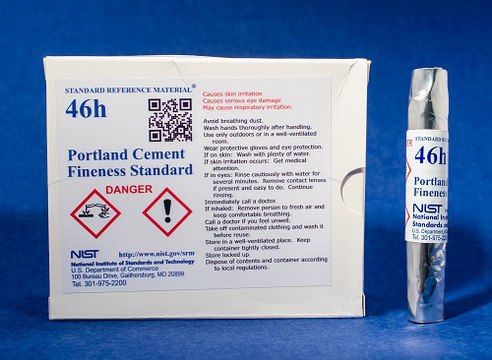 STANDARD REFERENCE MATERIAL®
46h
Portland Cement
Fineness Standard
DANGER
NIST
http://www.nist.gov/srm
National Institute of Standards and Technology
U.S. Department of Commerce
100 Bureau Drive, Gaithersburg, MD 20899
Tel. 301-975-2200
Causes skin irritation
Causes serious eye damage
May cause respiratory irritation.
Avoid breathing dust.
Wash hands thoroughly after handling.
Use only outdoors or in a well-ventilated
room.
Wear protective gloves and eye protection.
If on skin: Wash with plenty of water.
If skin irritation occurs: Get medical
attention.
If in eyes: Rinse cautiously with water for
several minutes. Remove contact lenses
if present and easy to do. Continue
rinsing.
Immediately call a doctor.
If inhaled: Remove person to fresh air and
keep comfortable breathing.
Call a doctor if you feel unwell.
Take off contaminated clothing and wash it
before reuse.
Store in a well-ventilated place. Keep
container tightly closed.
Store locked up.
Dispose of contents and container according
to local regulations.
STANDARD REF
46h
Portland
Fineness
NIST
National Institute of
Standards and
U.S. Department of
Tel. 301-975-220